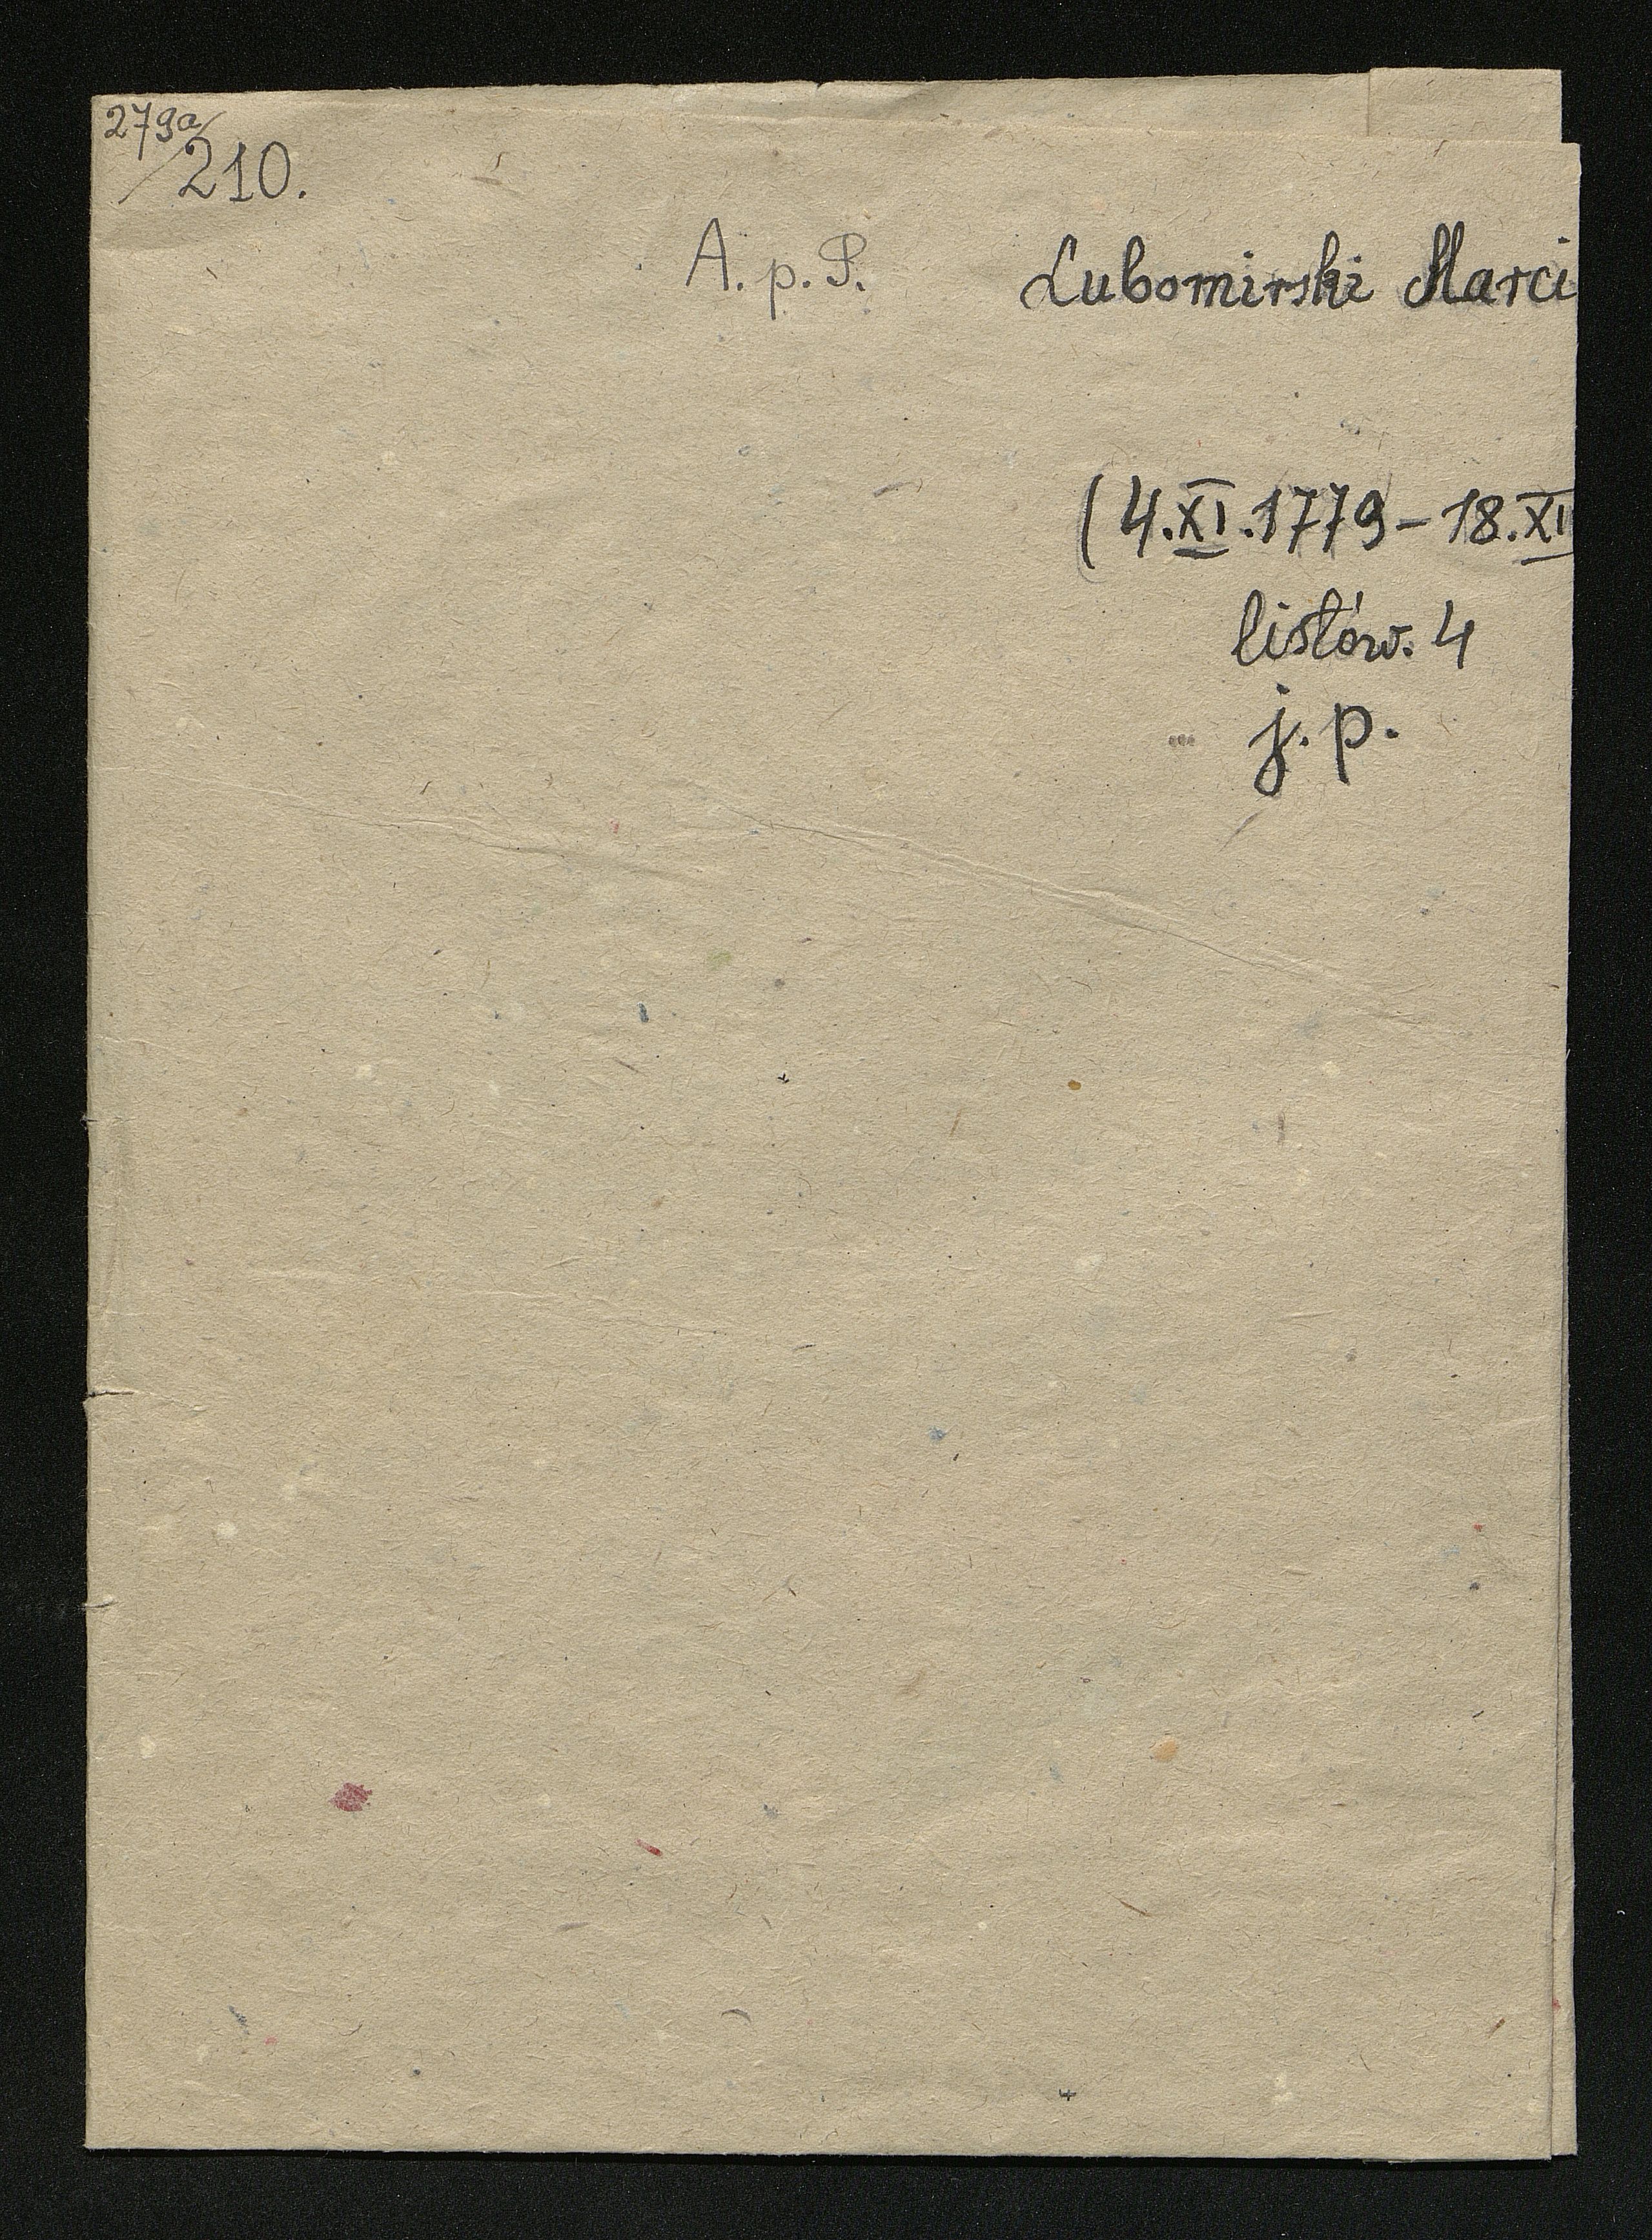 279a/210.
A. p. P. Lubomirski Marci
(4.XI.1779 – 18.XI
listów. 4
j. p.